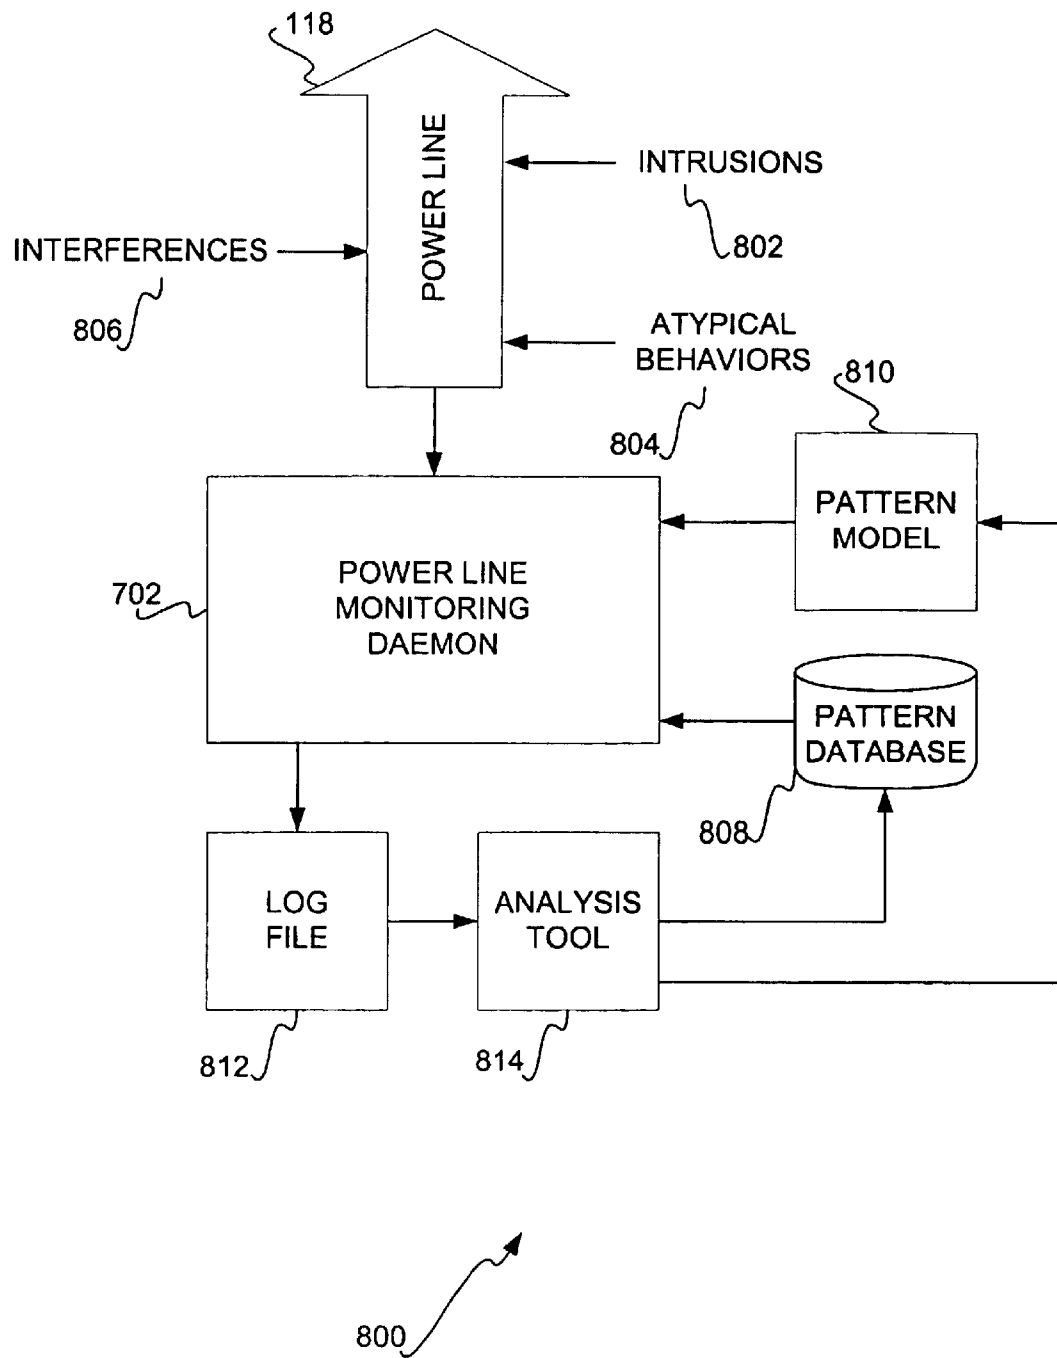 118
POWER LINE
INTRUSIONS
802
INTERFERENCES
806
ATYPICAL
BEHAVIORS
804
810
PATTERN
MODEL
702
POWER LINE
MONITORING
DAEMON
PATTERN
DATABASE
808
LOG
FILE
ANALYSIS
TOOL
812
814
800